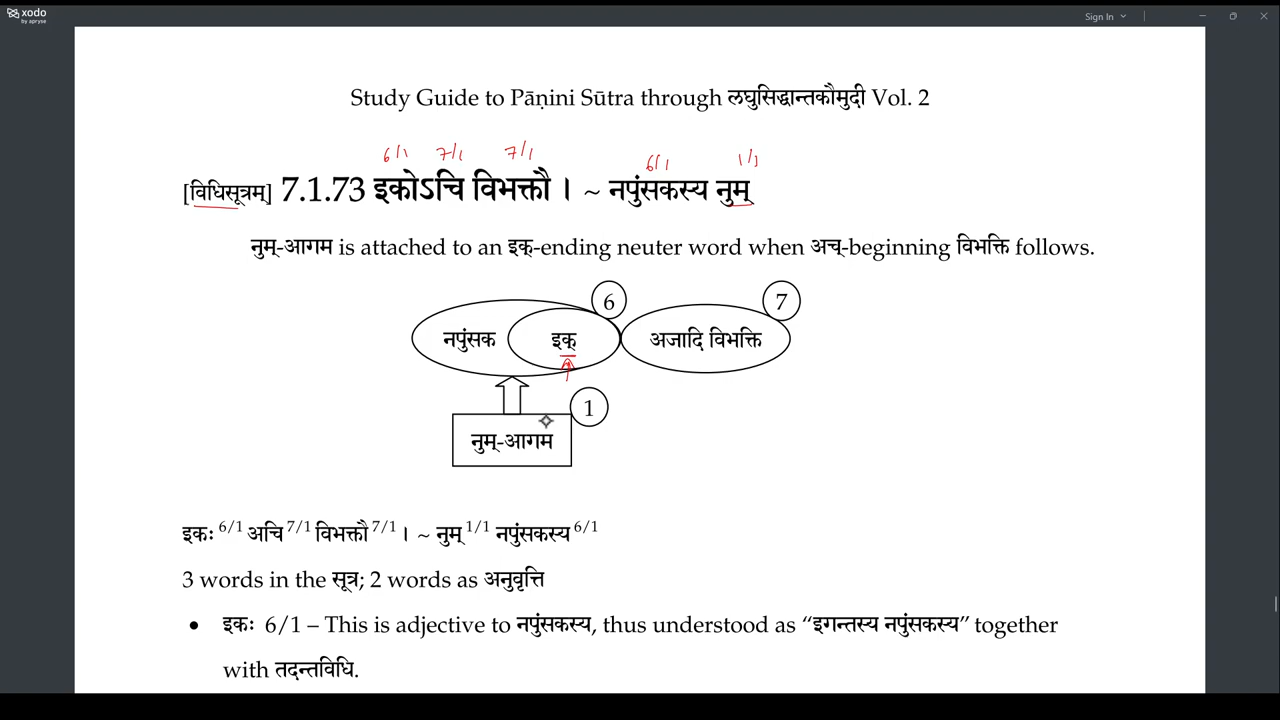 xodo
by apryse
Sign In
Study Guide to Pāṇini Sūtra through लघुसिद्धान्तकौमुदी Vol. 2
6/1 7/1 7/1 6/1 1/1
[विधिसूत्रम्] 7.1.73 इकोऽचि विभक्तौ । ~ नपुंसकस्य नुम्
नुम्-आगम is attached to an इक्-ending neuter word when अच्-beginning विभक्ति follows.
6 7
नपुंसक इक् अजादि विभक्ति
1
नुम्-आगम
इकः 6/1 अचि 7/1 विभक्तौ 7/1 । ~ नुम् 1/1 नपुंसकस्य 6/1
3 words in the सूत्र; 2 words as अनुवृत्ति
• इकः 6/1 – This is adjective to नपुंसकस्य, thus understood as “इगन्तस्य नपुंसकस्य” together
with तदन्तविधि.